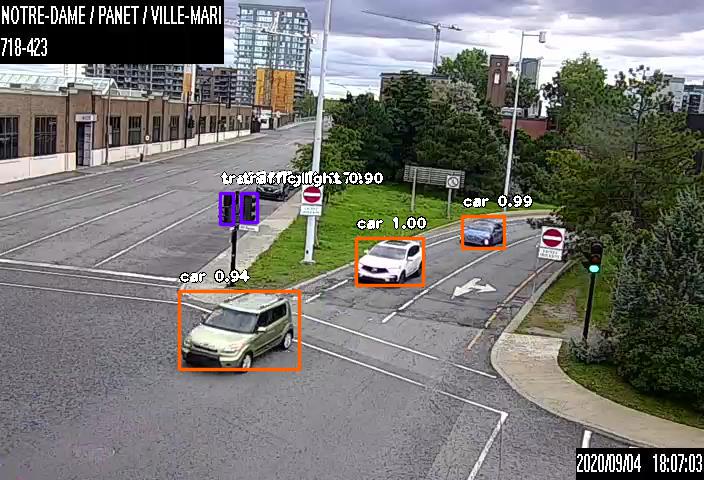 NOTRE-DAME / PANET / VILLE-MARI
718-423
car 0.99
car 1.00
car 0.94
2020/09/04 18:07:03